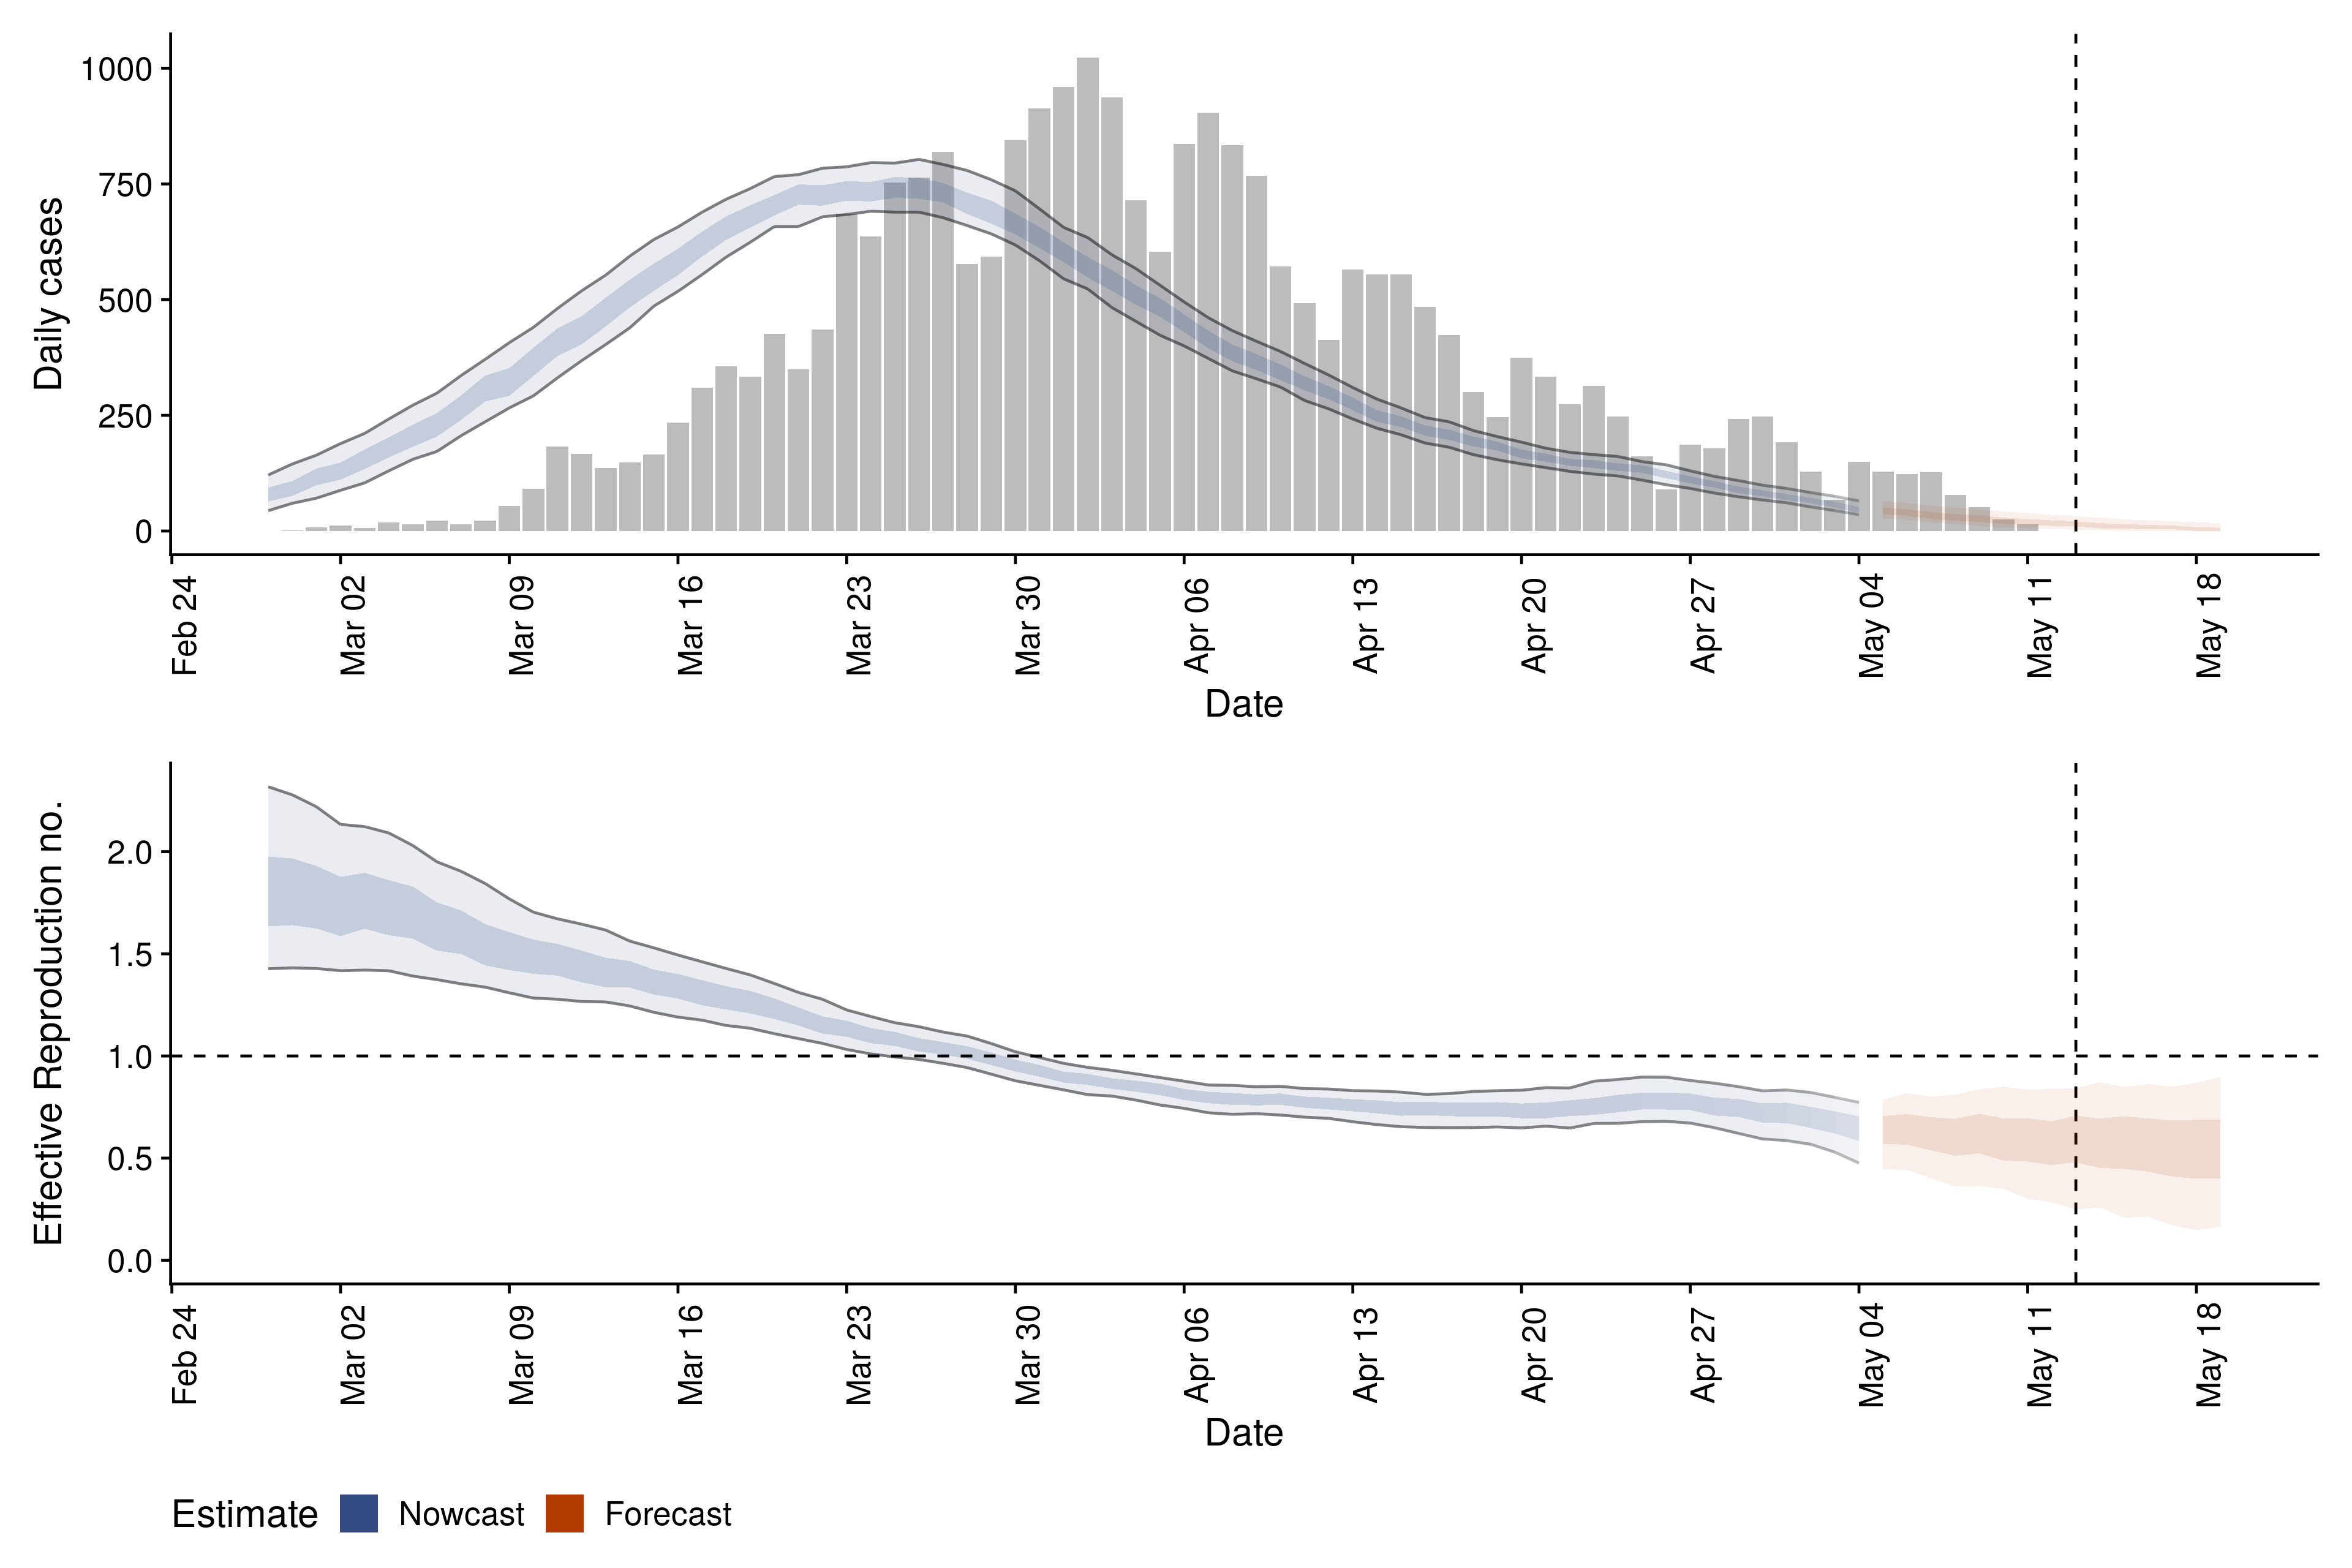 Daily cases
1000
750
500
250
0
Feb 24
Mar 02
Mar 09
Mar 16
Mar 23
Mar 30
Apr 06
Apr 13
Apr 20
Apr 27
May 04
May 11
May 18
Date
Effective Reproduction no.
2.0
1.5
1.0
0.5
0.0
Feb 24
Mar 02
Mar 09
Mar 16
Mar 23
Mar 30
Apr 06
Apr 13
Apr 20
Apr 27
May 04
May 11
May 18
Date
Estimate Nowcast Forecast